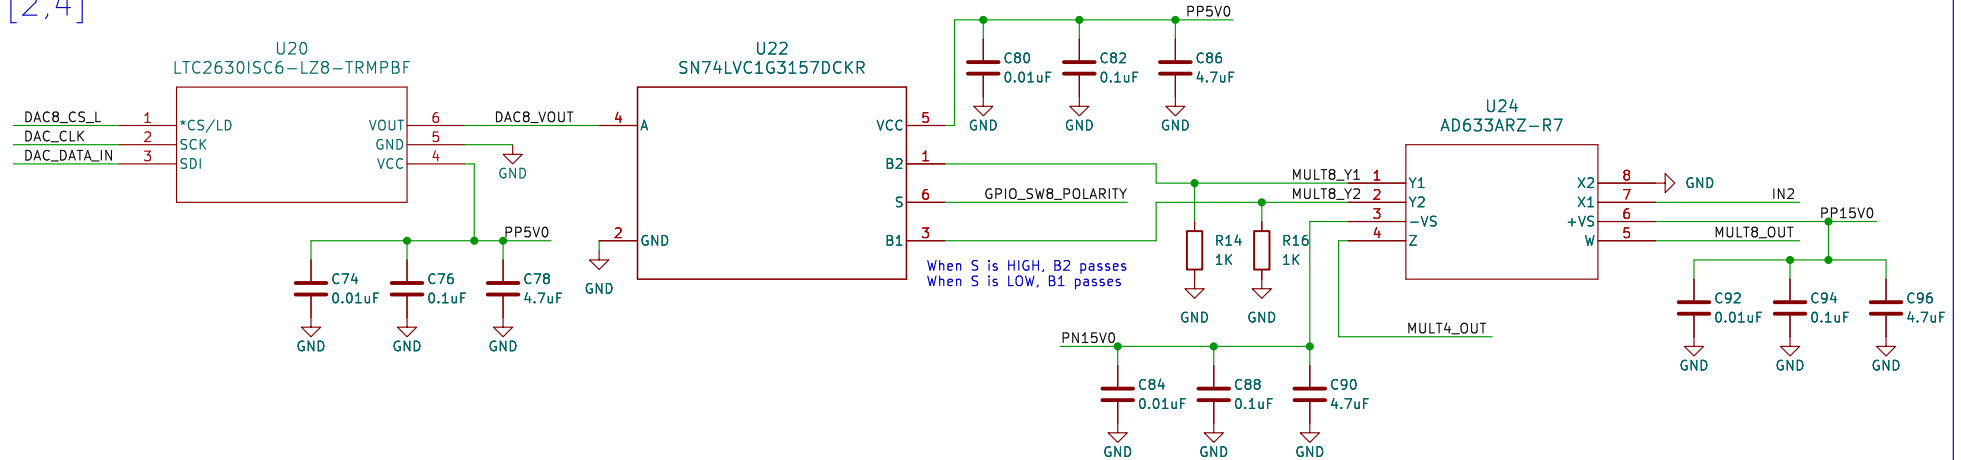 [2,4]
U20
LTC2630ISC6-LZ8-TRMPBF
DAC8_CS_L
DAC_CLK
DAC_DATA_IN
1
2
3
*CS/LD
SCK
SDI
VOUT
GND
VCC
6
5
4
DAC8_VOUT
GND
PP5V0
C74
0.01uF
GND
C76
0.1uF
GND
C78
4.7uF
GND
U22
SN74LVC1G3157DCKR
4
A
2
GND
GND
VCC
5
B2
1
S
6
B1
3
PP5V0
C80
0.01uF
GND
C82
0.1uF
GND
C86
4.7uF
GND
GPIO_SW8_POLARITY
When S is HIGH, B2 passes
When S is LOW, B1 passes
R14
1K
GND
R16
1K
GND
MULT8_Y1
MULT8_Y2
PN15V0
C84
0.01uF
GND
C88
0.1uF
GND
C90
4.7uF
GND
MULT4_OUT
U24
AD633ARZ-R7
1
2
3
4
Y1
Y2
-VS
Z
X2
X1
+VS
W
8
7
6
5
GND
IN2
PP15V0
MULT8_OUT
C92
0.01uF
GND
C94
0.1uF
GND
C96
4.7uF
GND